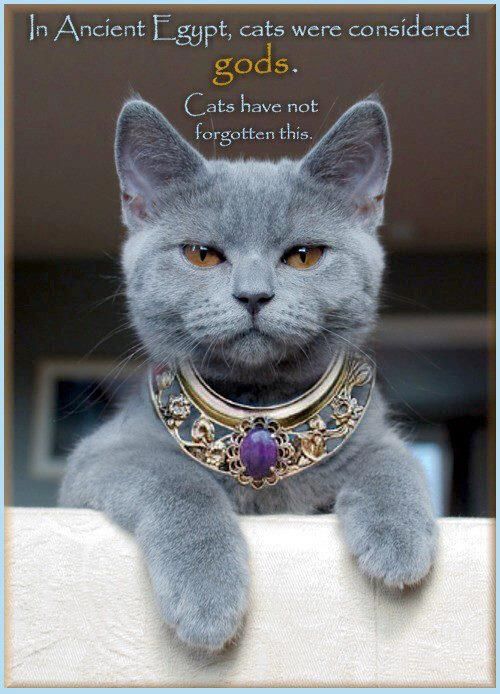 In Ancient Egypt, cats were considered
gods.
Cats have not
forgotten this.